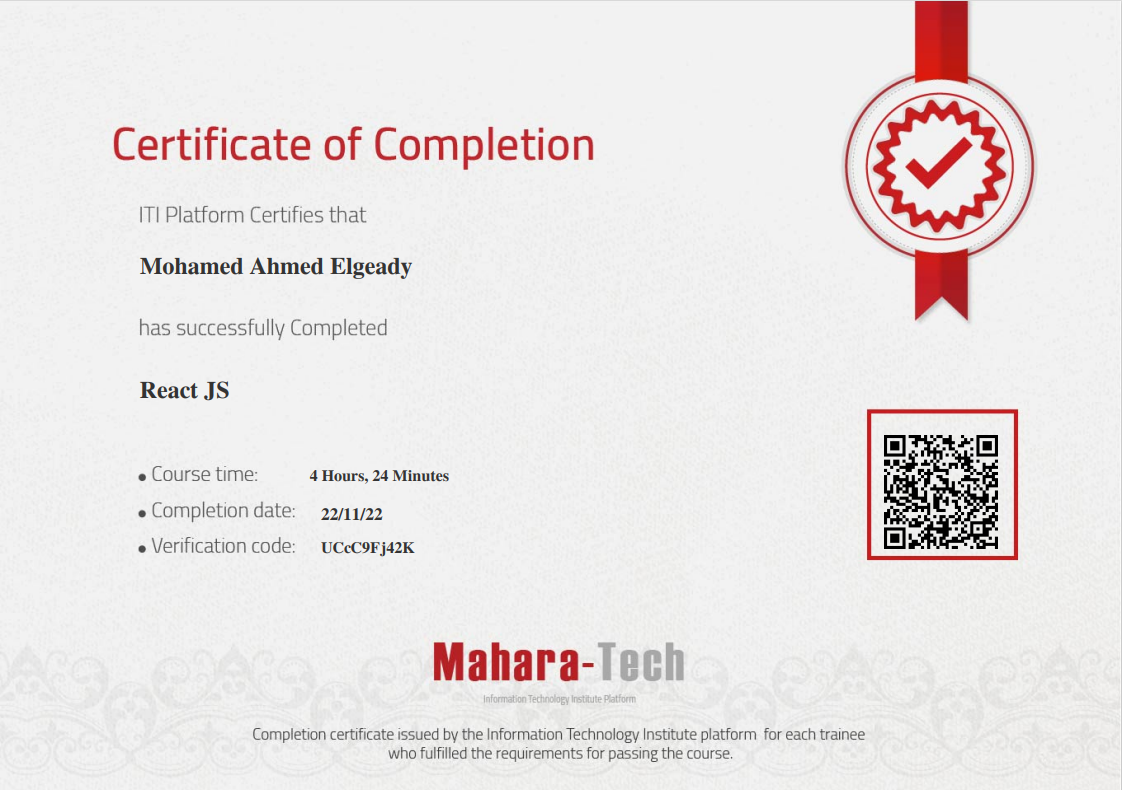 Certificate of Completion
ITI Platform Certifies that
Mohamed Ahmed Elgeady
has successfully Completed
React JS
• Course time: 4 Hours, 24 Minutes
• Completion date: 22/11/22
• Verification code: UCcC9Fj42K
Mahara-Tech
Information Technology Institute Platform
Completion certificate issued by the Information Technology Institute platform for each trainee
who fulfilled the requirements for passing the course.